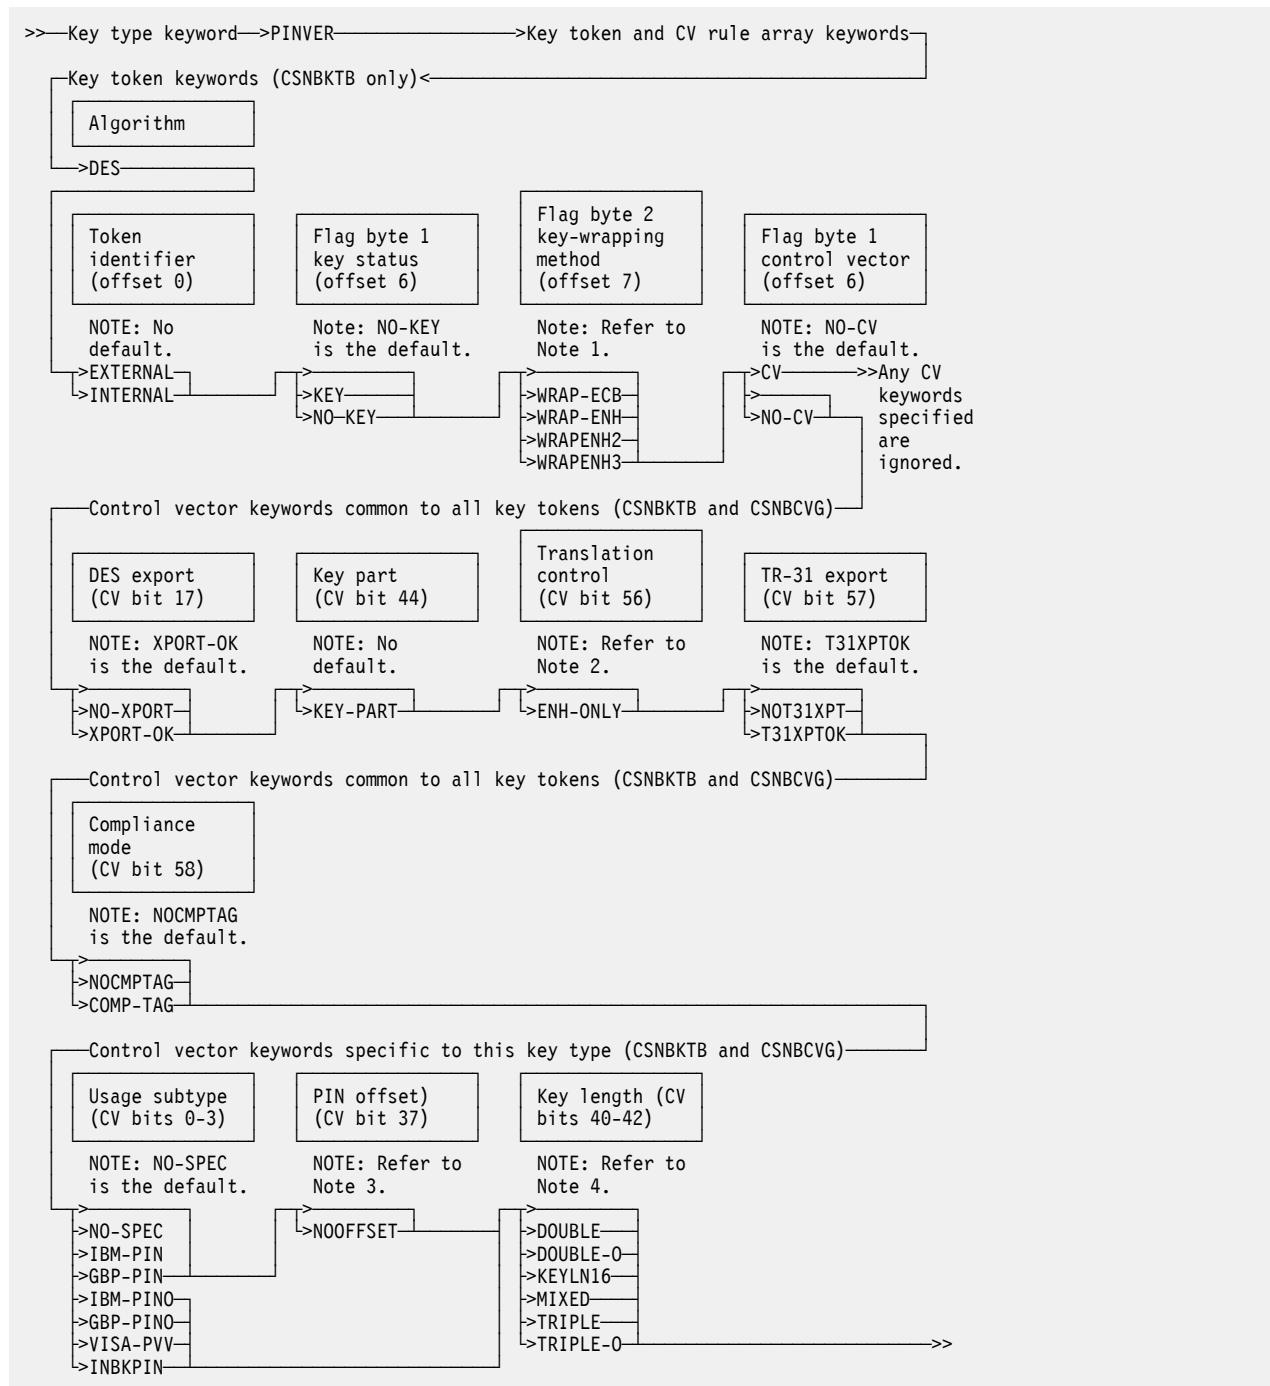 >>—Key type keyword—>PINVER————————>Key token and CV rule array keywords
Key token keywords (CSNBKTB only)<
Algorithm
>DES
Flag byte 2
Token Flag byte 1 key-wrapping Flag byte 1
identifier key status method control vector
(offset 0) (offset 6) (offset 7) (offset 6)
NOTE: No Note: NO-KEY Note: Refer to NOTE: NO-CV
default. is the default. Note 1. is the default.
>EXTERNAL > > >CV———>>Any CV
>INTERNAL >KEY >WRAP-ECB > keywords
>NO-KEY >WRAP-ENH >NO-CV specified
>WRAPENH2 are
>WRAPENH3 ignored.
Control vector keywords common to all key tokens (CSNBKTB and CSNBCVG)
Translation
DES export Key part control TR-31 export
(CV bit 17) (CV bit 44) (CV bit 56) (CV bit 57)
NOTE: XPORT-OK NOTE: No NOTE: Refer to NOTE: T31XPTOK
is the default. default. Note 2. is the default.
> > > >
>NO-XPORT >KEY-PART >ENH-ONLY >NOT31XPT
>XPORT-OK >T31XPTOK
Control vector keywords common to all key tokens (CSNBKTB and CSNBCVG)
Compliance
mode
(CV bit 58)
NOTE: NOCMPTAG
is the default.
>
>NOCMPTAG
>COMP-TAG
Control vector keywords specific to this key type (CSNBKTB and CSNBCVG)
Usage subtype PIN offset) Key length (CV
(CV bits 0-3) (CV bit 37) bits 40-42)
NOTE: NO-SPEC NOTE: Refer to NOTE: Refer to
is the default. Note 3. Note 4.
> > >
>NO-SPEC >NOOFFSET >DOUBLE
>IBM-PIN >DOUBLE-O
>GBP-PIN >KEYLN16
>IBM-PINO >MIXED
>GBP-PINO >TRIPLE
>VISA-PVV >TRIPLE-O————>>
>INBKPIN